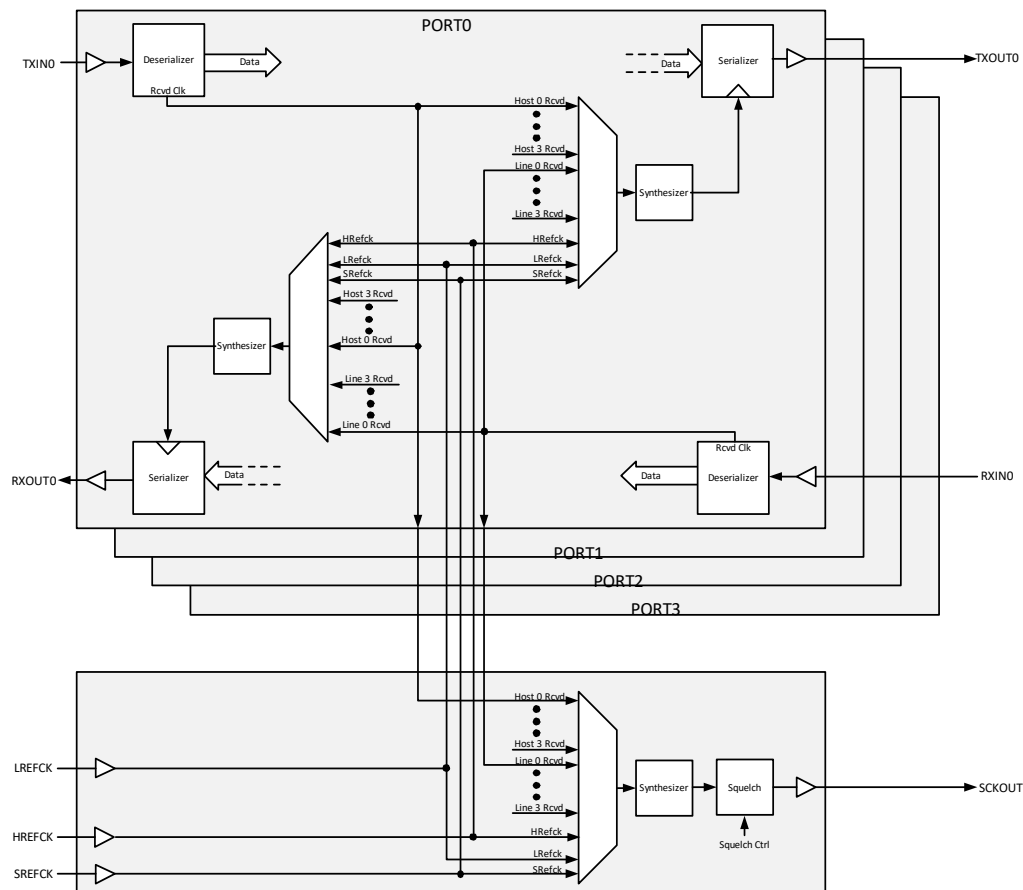 PORT0
TXIN0
Deserializer
Rcvd Clk
Data
Data
Serializer
TXOUT0
Host 0 Rcvd
Host 3 Rcvd
Line 0 Rcvd
Line 3 Rcvd
Synthesizer
HRefck
HRefck
LRefck
LRefck
SRefck
SRefck
Host 3 Rcvd
Host 0 Rcvd
Line 3 Rcvd
Line 0 Rcvd
Synthesizer
RXOUT0
Serializer
Data
Data
Rcvd Clk
Deserializer
RXIN0
PORT1
PORT2
PORT3
Host 0 Rcvd
Host 3 Rcvd
Line 0 Rcvd
Line 3 Rcvd
HRefck
LRefck
SRefck
LREFCK
HREFCK
SREFCK
Synthesizer
Squelch
Squelch Ctrl
SCKOUT